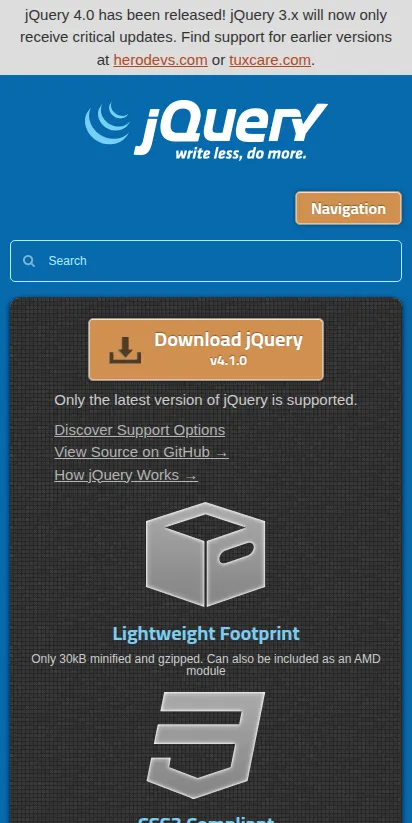 jQuery 4.0 has been released! jQuery 3.x will now only
receive critical updates. Find support for earlier versions
at herodevs.com or tuxcare.com.
jQuery
write less, do more.
Navigation
Search
Download jQuery
v4.1.0
Only the latest version of jQuery is supported.
Discover Support Options
View Source on GitHub →
How jQuery Works →
Lightweight Footprint
Only 30kB minified and gzipped. Can also be included as an AMD
module
CSS3 Compliant